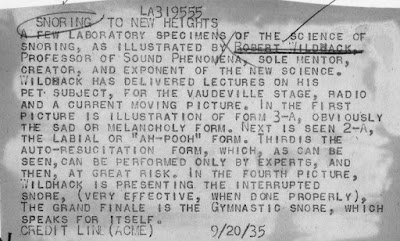 LA319555
SNORING TO NEW HEIGHTS
A FEW LABORATORY SPECIMENS OF THE SCIENCE OF
SNORING, AS ILLUSTRATED BY ROBERT WILDHACK,
PROFESSOR OF SOUND PHENOMENA, SOLE MENTOR,
CREATOR, AND EXPONENT OF THE NEW SCIENCE.
WILDHACK HAS DELIVERED LECTURES ON HIS
PET SUBJECT, FOR THE VAUDEVILLE STAGE, RADIO
AND A CURRENT MOVING PICTURE. IN THE FIRST
PICTURE IS ILLUSTRATION OF FORM 3-A, OBVIOUSLY
THE SAD OR MELANCHOLY FORM. NEXT IS SEEN 2-A,
THE LABIAL OR "AH-POOH" FORM. THIRD IS THE
AUTO-RESUCITATION FORM, WHICH, AS CAN BE
SEEN, CAN BE PERFORMED ONLY BY EXPERTS, AND
THEN, AT GREAT RISK. IN THE FOURTH PICTURE,
WILDHACK IS PRESENTING THE INTERRUPTED
SNORE, (VERY EFFECTIVE, WHEN DONE PROPERLY),
THE GRAND FINALE IS THE GYMNASTIC SNORE, WHICH
SPEAKS FOR ITSELF.
CREDIT LINE (ACME) 9/20/35